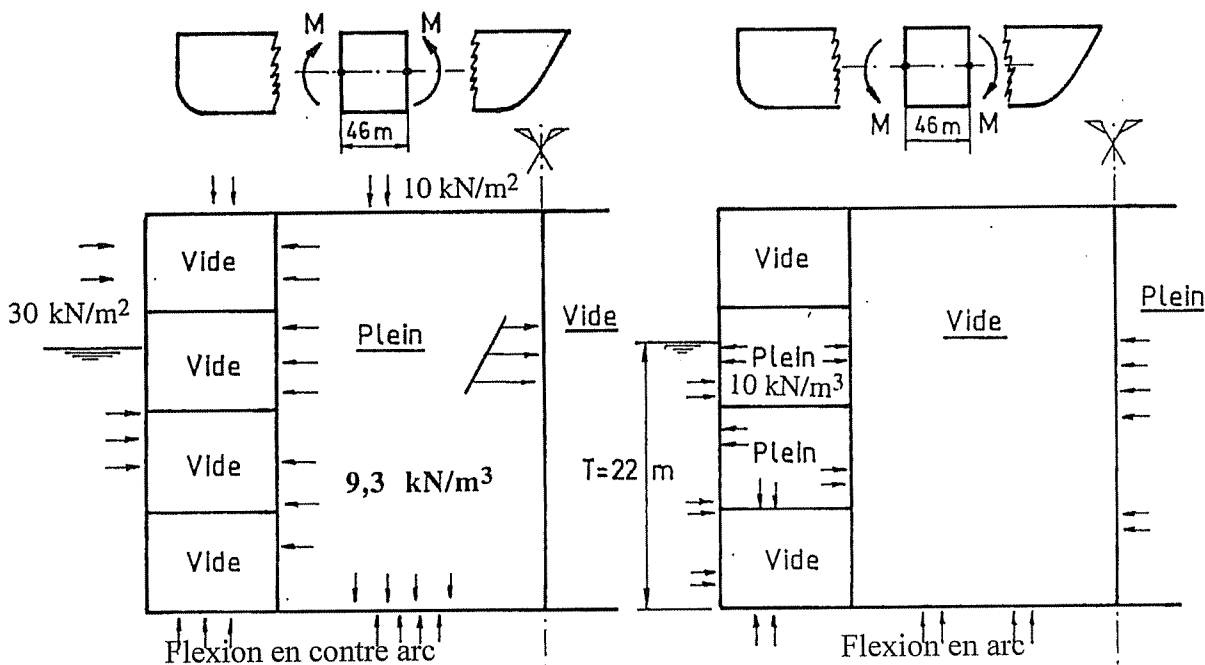 M M
46m
10 kN/m²
30 kN/m²
Vide
Vide
Vide
Vide
Plein
Vide
9,3 kN/m³
Flexion en contre arc
M M
46m
Vide
Plein
10 kN/m³
Plein
Vide
Vide
Plein
T=22 m
Flexion en arc